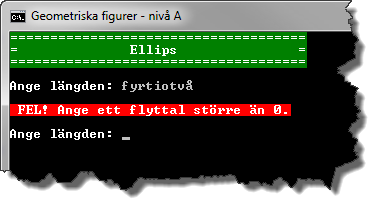 Geometriska figurer - nivå A
===================================
=              Ellips             =
===================================
Ange längden: fyrtiotvå
FEL! Ange ett flyttal större än 0.
Ange längden: _